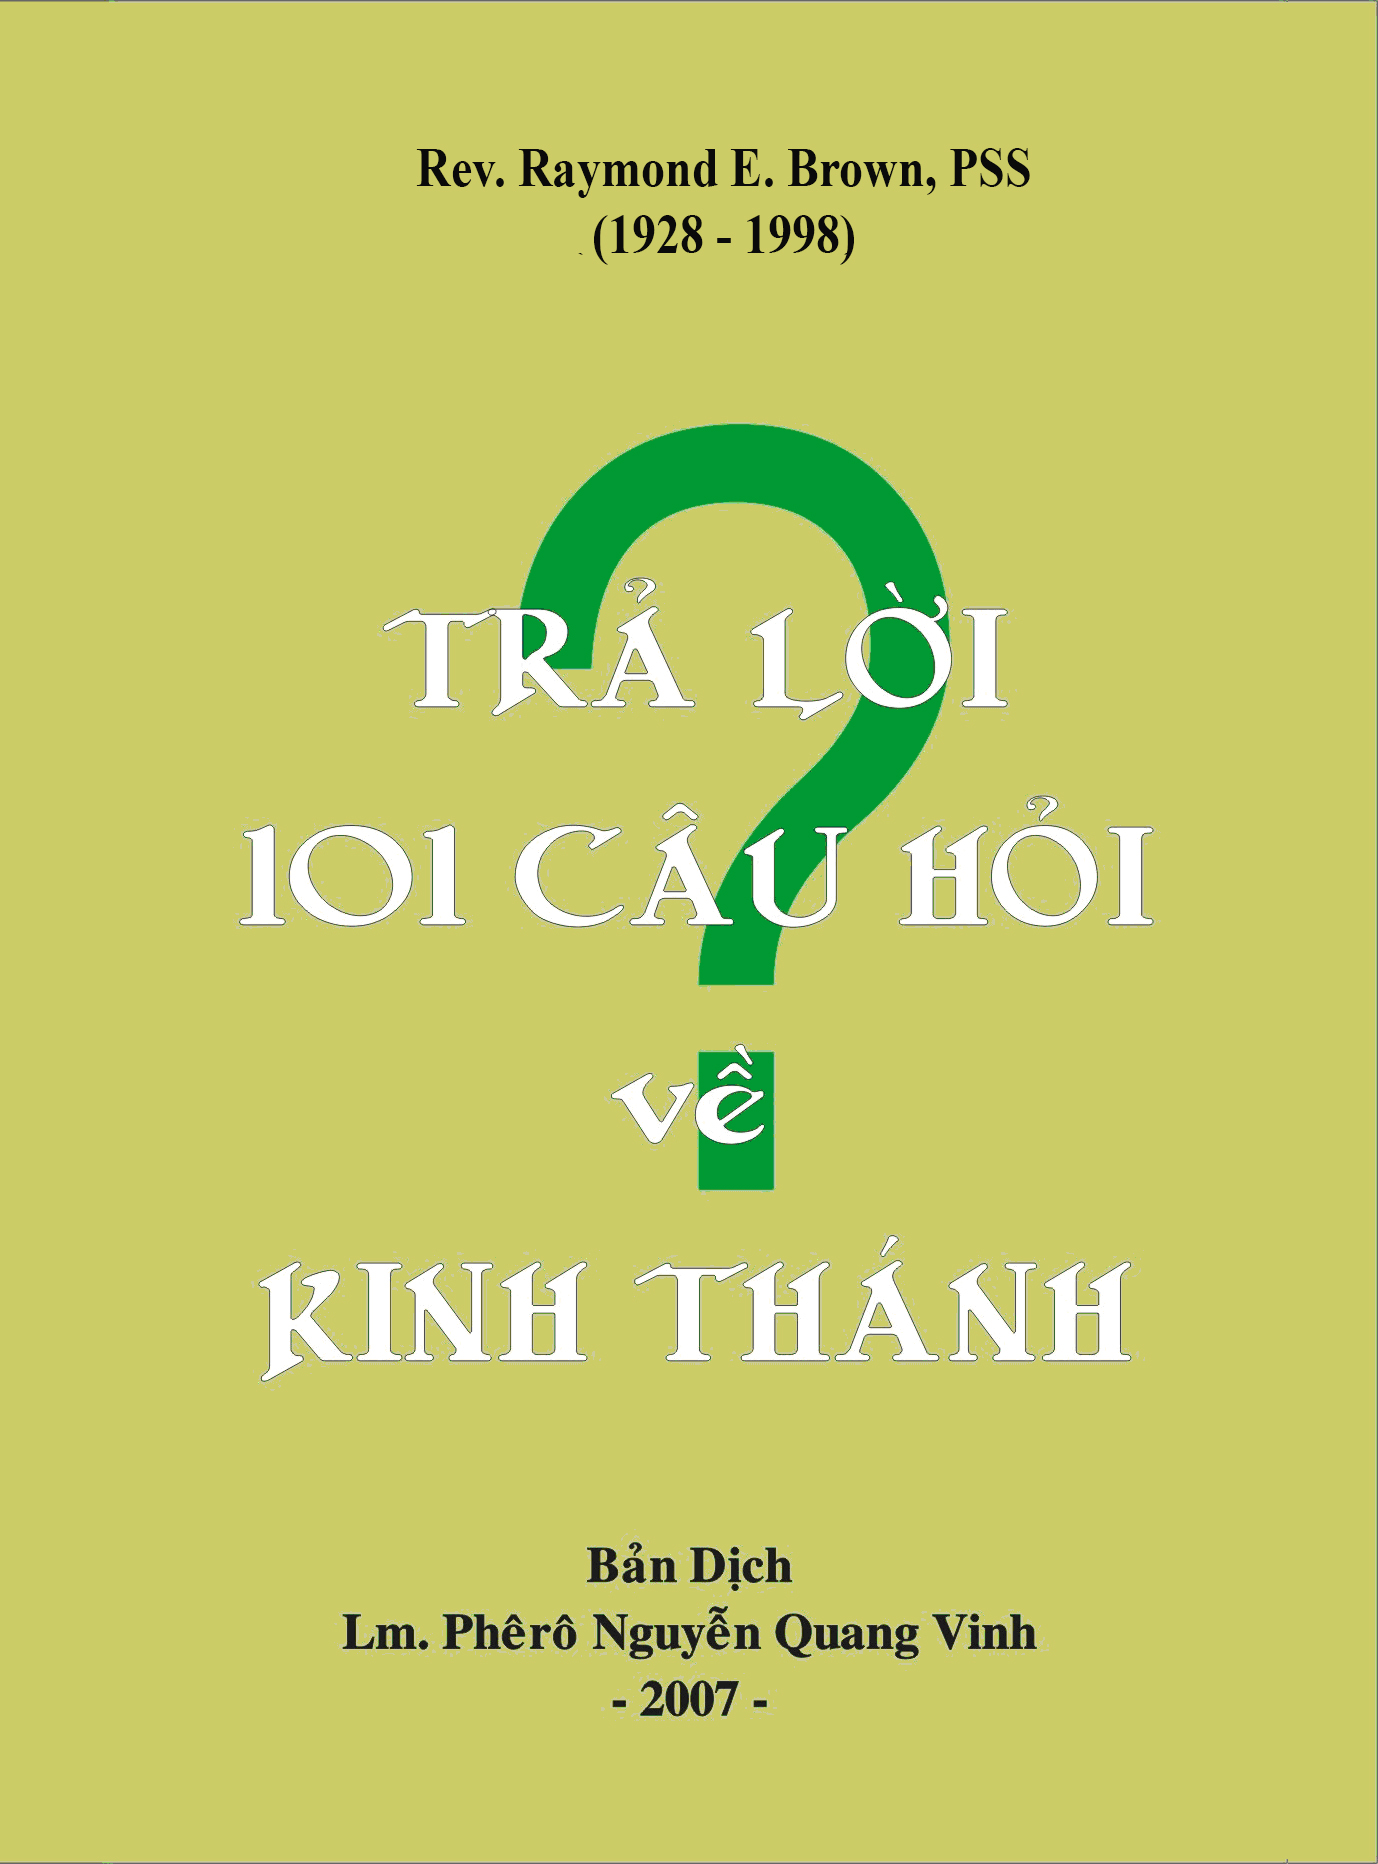 Rev. Raymond E. Brown, PSS
(1928 - 1998)
TRẢ LỜI
101 CÂU HỎI
về
KINH THÁNH
Bản Dịch
Lm. Phêrô Nguyễn Quang Vinh
- 2007 -